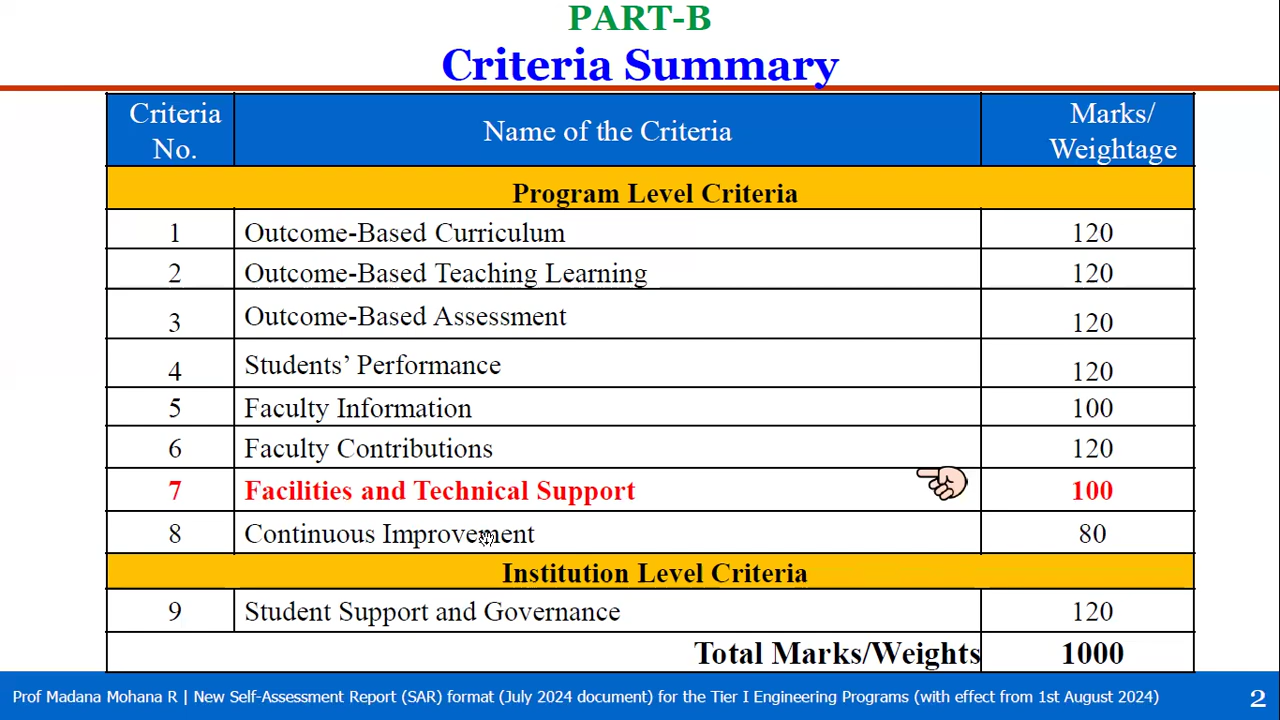 PART-B
Criteria Summary
Criteria No. Name of the Criteria Marks/ Weightage
Program Level Criteria
1 Outcome-Based Curriculum 120
2 Outcome-Based Teaching Learning 120
3 Outcome-Based Assessment 120
4 Students’ Performance 120
5 Faculty Information 100
6 Faculty Contributions 120
7 Facilities and Technical Support 100
8 Continuous Improvement 80
Institution Level Criteria
9 Student Support and Governance 120
Total Marks/Weights 1000
Prof Madana Mohana R | New Self-Assessment Report (SAR) format (July 2024 document) for the Tier I Engineering Programs (with effect from 1st August 2024) 2